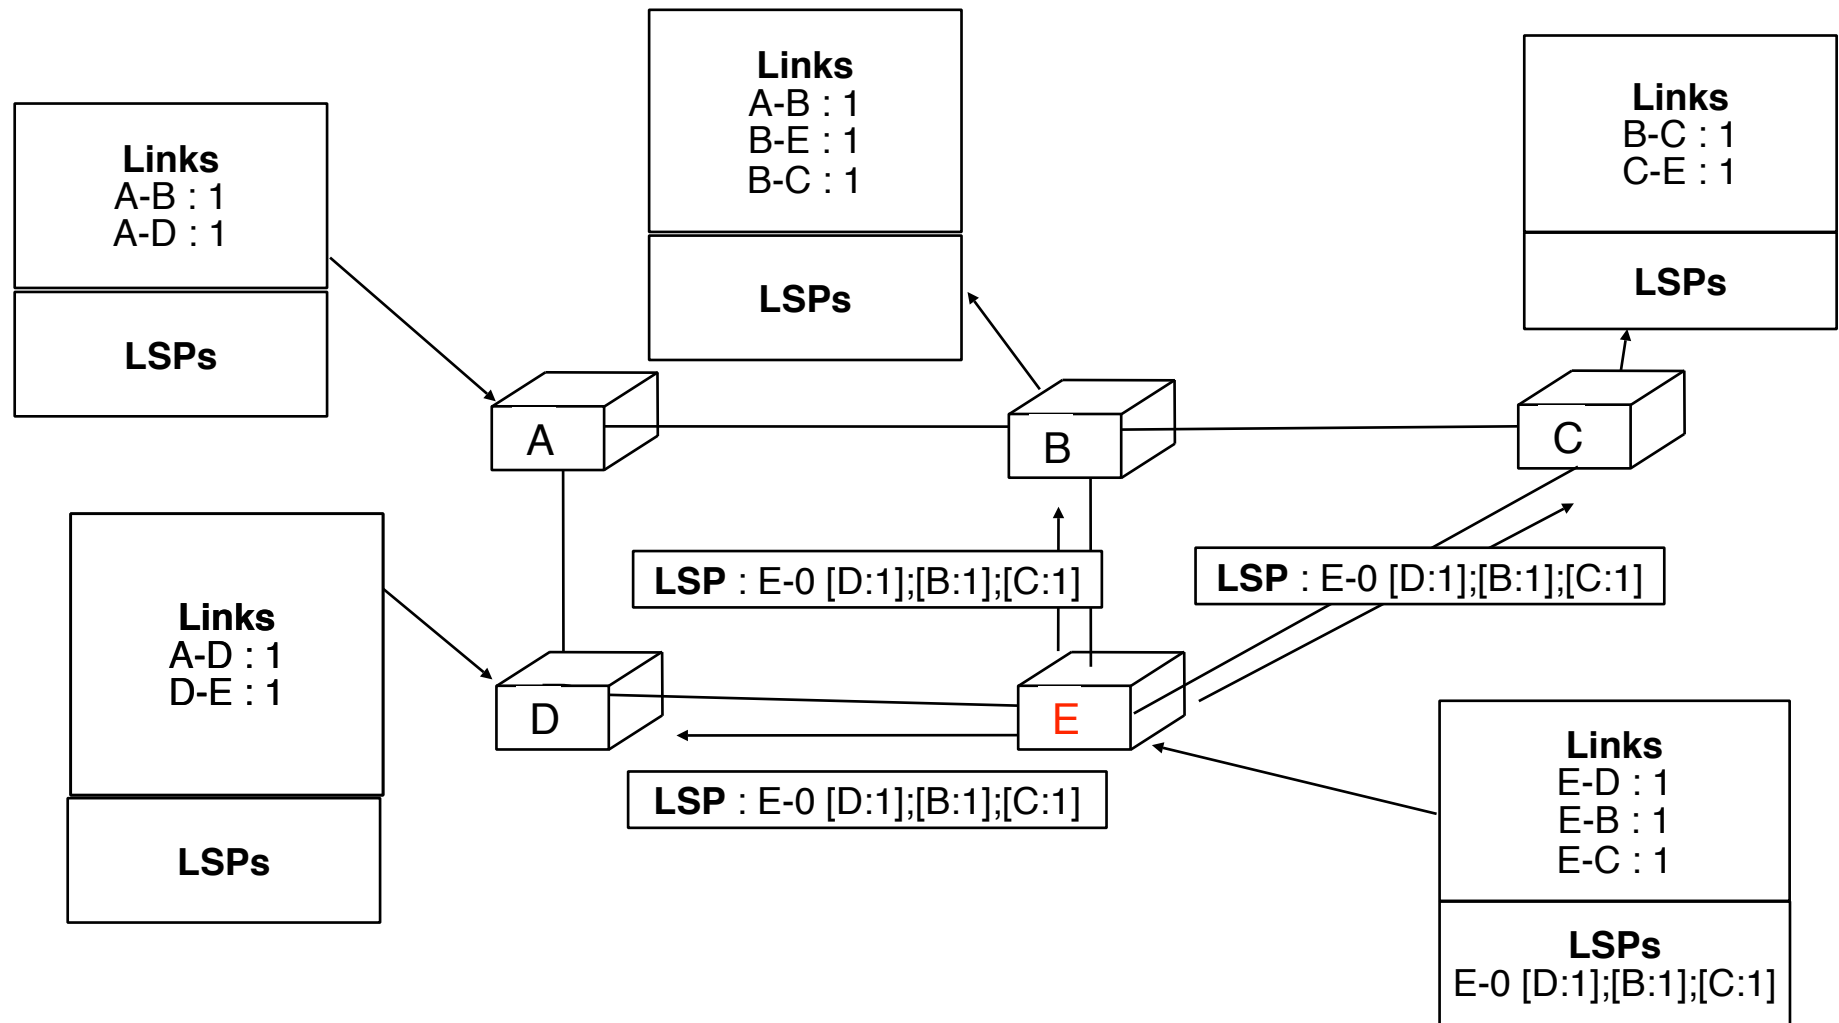 Links
A-B : 1
B-E : 1
B-C : 1
LSPs
Links
B-C : 1
C-E : 1
LSPs
Links
A-B : 1
A-D : 1
LSPs
A
B
C
LSP : E-0 [D:1];[B:1];[C:1]
LSP : E-0 [D:1];[B:1];[C:1]
Links
A-D : 1
D-E : 1
LSPs
D
E
LSP : E-0 [D:1];[B:1];[C:1]
Links
E-D : 1
E-B : 1
E-C : 1
LSPs
E-0 [D:1];[B:1];[C:1]